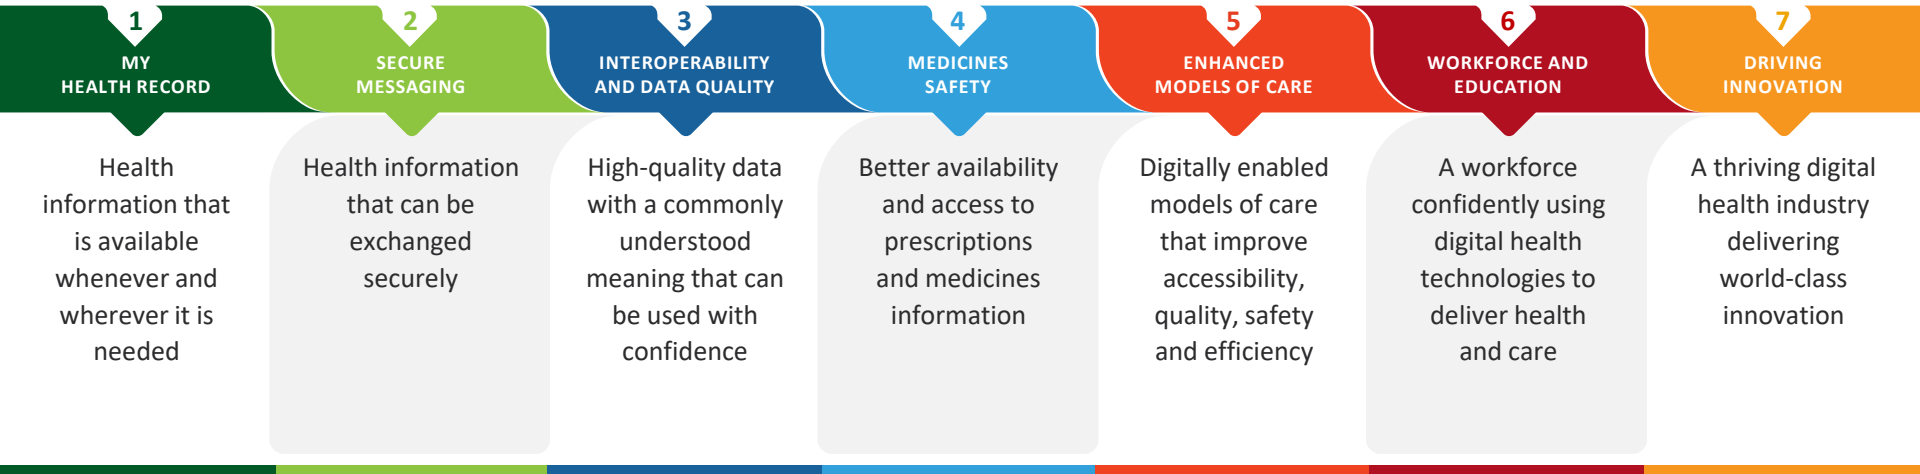 1
MY
HEALTH RECORD
Health
information that
is available
whenever and
wherever it is
needed
2
SECURE
MESSAGING
Health information
that can be
exchanged
securely
3
INTEROPERABILITY
AND DATA QUALITY
High-quality data
with a commonly
understood
meaning that can
be used with
confidence
4
MEDICINES
SAFETY
Better availability
and access to
prescriptions
and medicines
information
5
ENHANCED
MODELS OF CARE
Digitally enabled
models of care
that improve
accessibility,
quality, safety
and efficiency
6
WORKFORCE AND
EDUCATION
A workforce
confidently using
digital health
technologies to
deliver health
and care
7
DRIVING
INNOVATION
A thriving digital
health industry
delivering
world-class
innovation